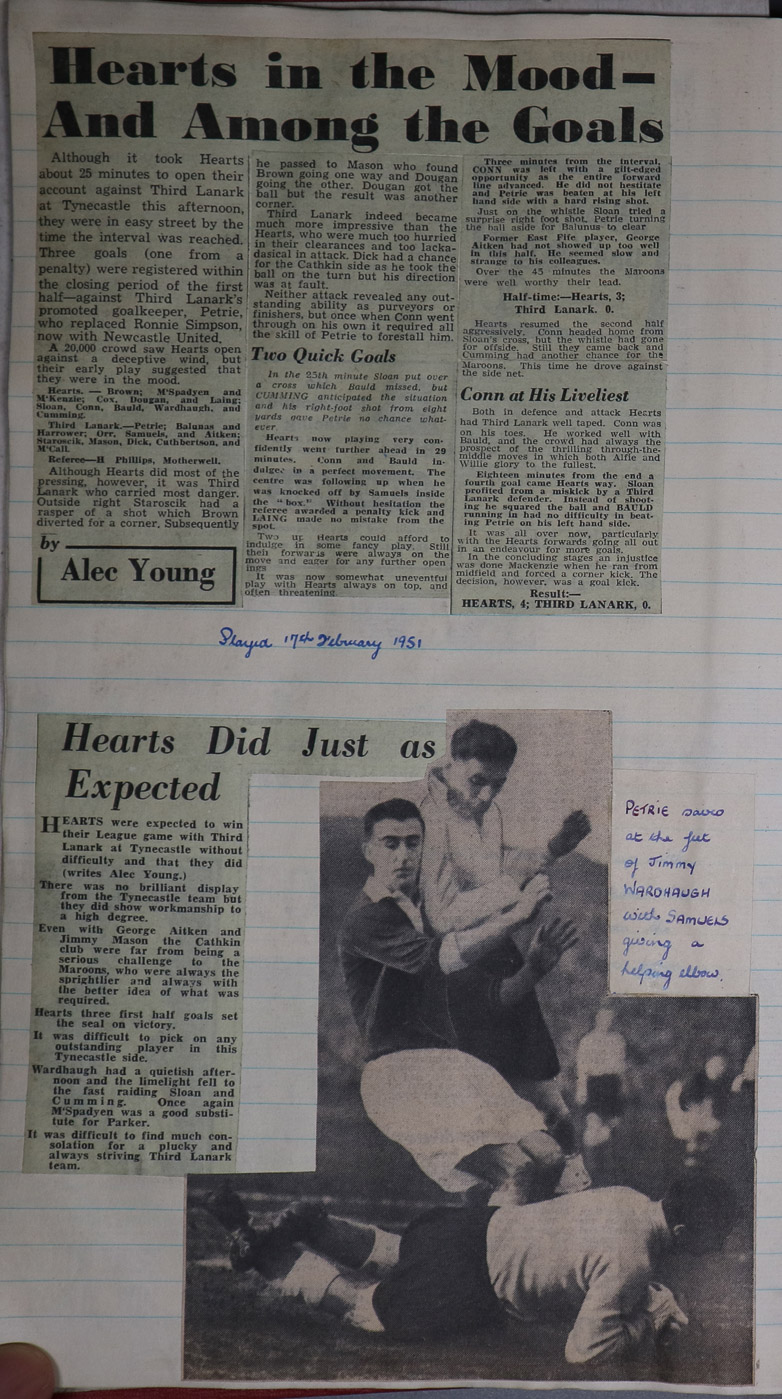 Hearts in the Mood—
And Among the Goals
Although it took Hearts
about 25 minutes to open their
account against Third Lanark
at Tynecastle this afternoon,
they were in easy street by the
time the interval was reached.
Three goals (one from a
penalty) were registered within
the closing period of the first
half—against Third Lanark's
promoted goalkeeper, Petrie,
who replaced Ronnie Simpson,
now with Newcastle United.
A 20,000 crowd saw Hearts open
against a deceptive wind, but
their early play suggested that
they were in the mood.
Hearts. — Brown; M'Spadyen and
M'Kenzie; Cox, Dougan, and Laing;
Sloan, Conn, Bauld, Wardhaugh, and
Cumming.
Third Lanark.—Petrie; Balunas and
Harrower; Orr, Samuels, and Aitken;
Staroscik, Mason, Dick, Cuthbertson, and
M'Call.
Referee—H Phillips, Motherwell.
Although Hearts did most of the
pressing, however, it was Third
Lanark who carried most danger.
Outside right Staroscik had a
rasper of a shot which Brown
diverted for a corner. Subsequently
by
Alec Young
he passed to Mason who found
Brown going one way and Dougan
going the other. Dougan got the
ball but the result was another
corner.
Third Lanark indeed became
much more impressive than the
Hearts, who were much too hurried
in their clearances and too lacka-
dasical in attack. Dick had a chance
for the Cathkin side as he took the
ball on the turn but his direction
was at fault.
Neither attack revealed any out-
standing ability as purveyors or
finishers, but once when Conn went
through on his own it required all
the skill of Petrie to forestall him.
Two Quick Goals
In the 25th minute Sloan put over
a cross which Bauld missed, but
CUMMING anticipated the situation
and his right-foot shot from eight
yards gave Petrie no chance what-
ever.
Hearts now playing very con-
fidently went further ahead in 29
minutes. Conn and Bauld in-
dulged in a perfect movement. The
centre was following up when he
was knocked off by Samuels inside
the "box." Without hesitation the
referee awarded a penalty kick and
LAING made no mistake from the
spot.
Two up Hearts could afford to
indulge in some fancy play. Still
their forwards were always on the
move and eager for any further open
ings
It was now somewhat uneventful
play with Hearts always on top, and
often threatening.
Three minutes from the interval,
CONN was left with a gilt-edged
opportunity as the entire forward
line advanced. He did not hestitate
and Petrie was beaten at his left
hand side with a hard rising shot.
Just on the whistle Sloan tried a
surprise right foot shot, Petrie turning
the ball aside for Balunus to clear
Former East Fife player, George
Aitken had not showed up too well
in this half. He seemed slow and
strange to his colleagues.
Over the 45 minutes the Maroons
were well worthy their lead.
Half-time:—Hearts, 3;
Third Lanark, 0.
Hearts resumed the second half
aggressively. Conn headed home from
Sloan's cross, but the whistle had gone
for offside. Still they came back and
Cumming had another chance for the
Maroons. This time he drove against
the side net.
Conn at His Liveliest
Both in defence and attack Hearts
had Third Lanark well taped. Conn was
on his toes. He worked well with
Bauld, and the crowd had always the
prospect of the thrilling through-the-
middle moves in which both Alfie and
Willie glory to the fullest.
Eighteen minutes from the end a
fourth goal came Hearts way. Sloan
profited from a miskick by a Third
Lanark defender. Instead of shoot-
ing he squared the ball and BAULD
running in had no difficulty in beat-
ing Petrie on his left hand side.
It was all over now, particularly
with the Hearts forwards going all out
in an endeavour for more goals.
In the concluding stages an injustice
was done Mackenzie when he ran from
midfield and forced a corner kick. The
decision, however, was a goal kick.
Result:—
HEARTS, 4; THIRD LANARK, 0.
Played 17th February 1951
Hearts Did Just as
Expected
HEARTS were expected to win
their League game with Third
Lanark at Tynecastle without
difficulty and that they did
(writes Alec Young.)
There was no brilliant display
from the Tynecastle team but
they did show workmanship to
a high degree.
Even with George Aitken and
Jimmy Mason the Cathkin
club were far from being a
serious challenge to the
Maroons, who were always the
sprightlier and always with
the better idea of what was
required.
Hearts three first half goals set
the seal on victory.
It was difficult to pick on any
outstanding player in this
Tynecastle side.
Wardhaugh had a quietish after-
noon and the limelight fell to
the fast raiding Sloan and
Cumming. Once again
M'Spadyen was a good substi-
tute for Parker.
It was difficult to find much con-
solation for a plucky and
always striving Third Lanark
team.
PETRIE saves
at the feet
of Jimmy
WARDHAUGH
with SAMUELS
giving a
helping elbow.